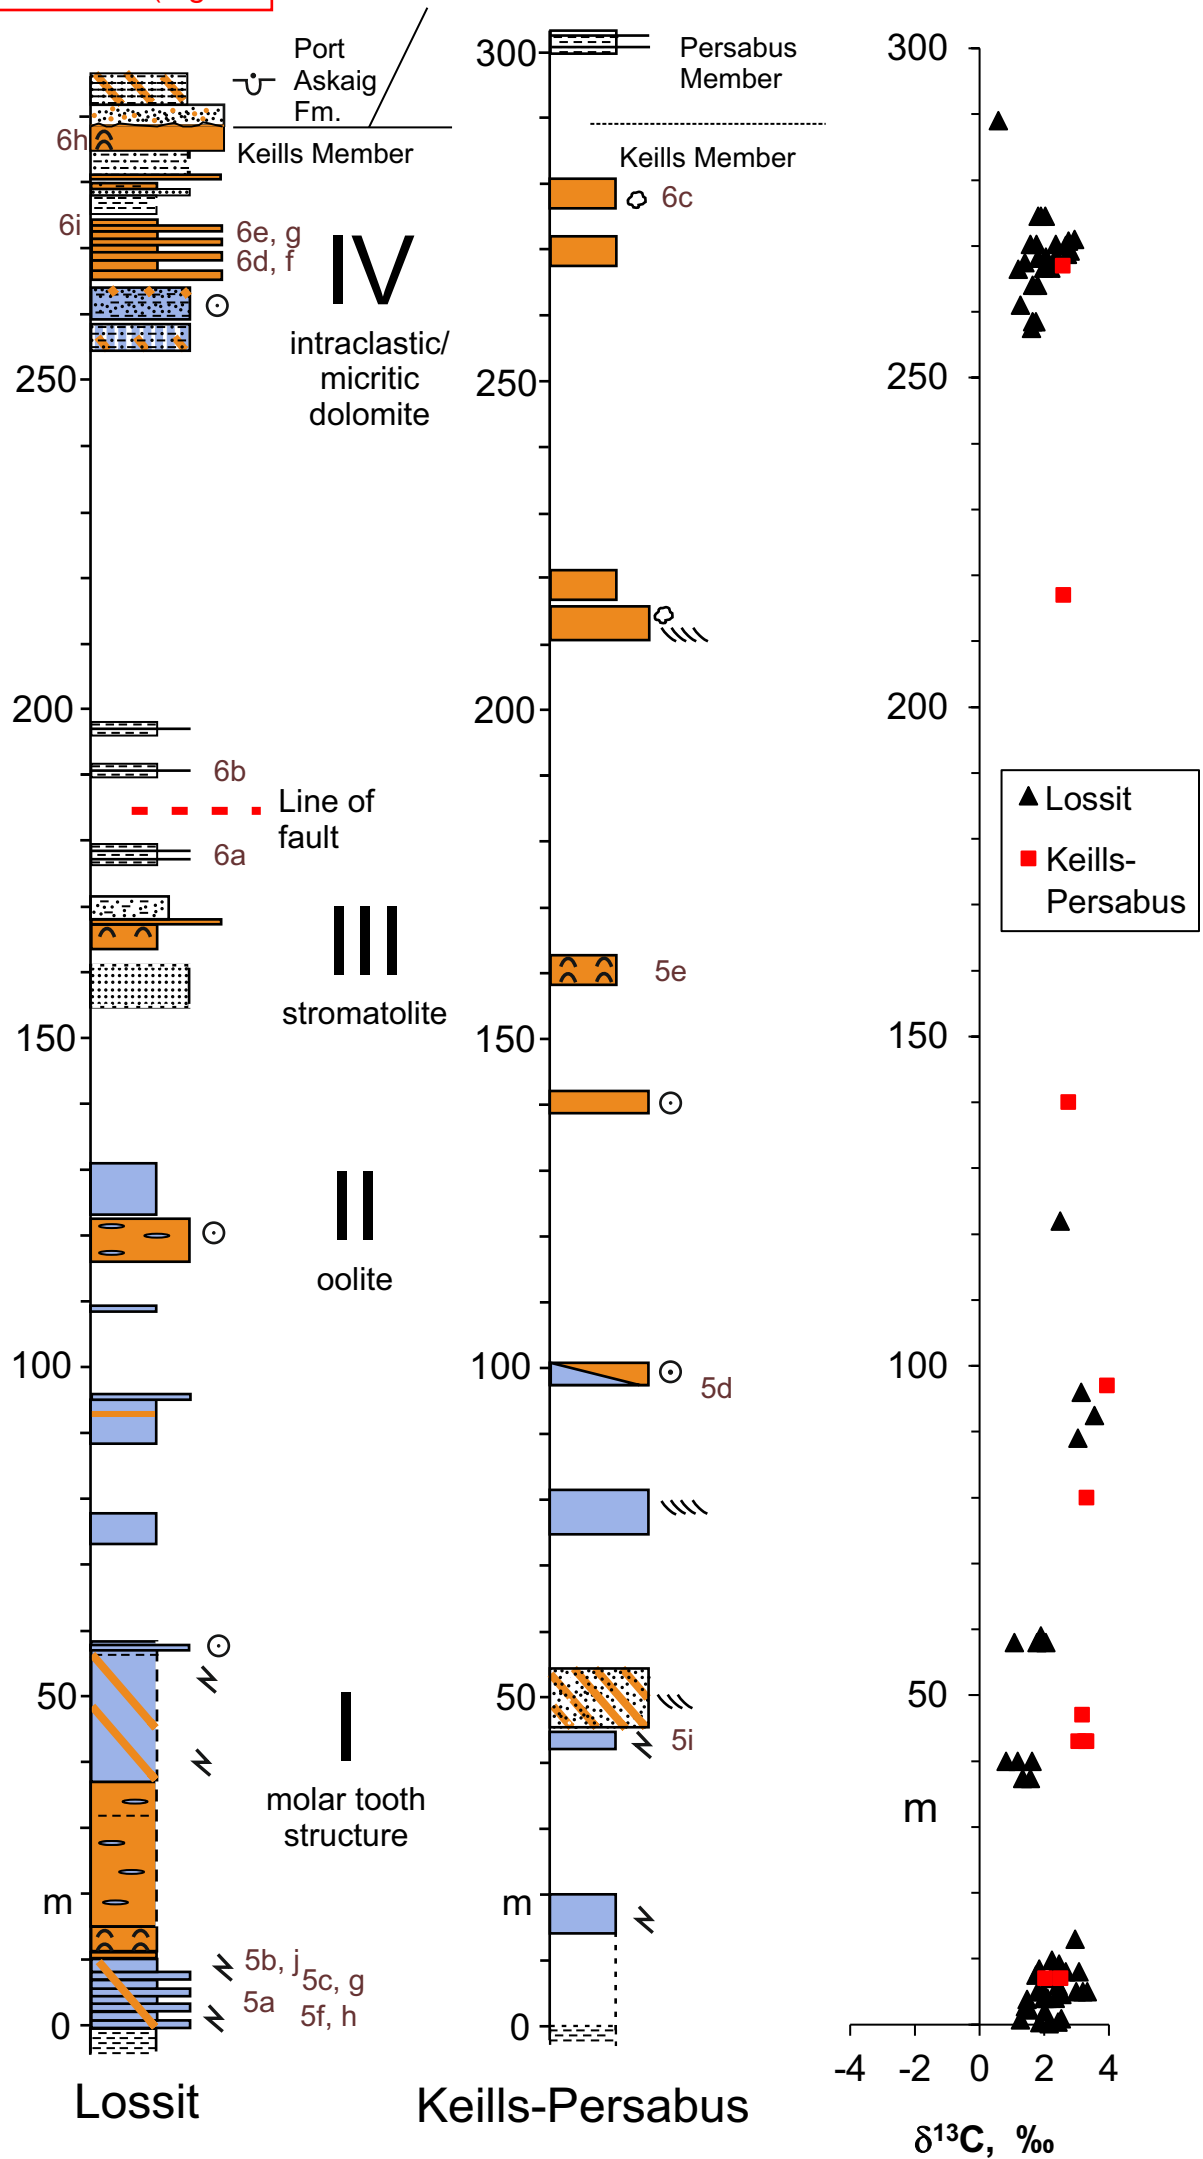 Port
Askaig
Fm.
Keills Member
6h
6i
6e, g
6d, f
IV
intraclastic/
micritic
dolomite
250
200
6b
Line of
fault
6a
III
stromatolite
150
II
oolite
100
50
I
molar tooth
structure
m
5b, j
5c, g
5a
5f, h
0
Lossit
300
Persabus
Member
Keills Member
6c
250
200
5e
150
100
5d
50
5i
m
0
Keills-Persabus
300
250
200
Lossit
Keills-
Persabus
150
100
50
m
-4 -2 0 2 4
δ¹³C, ‰